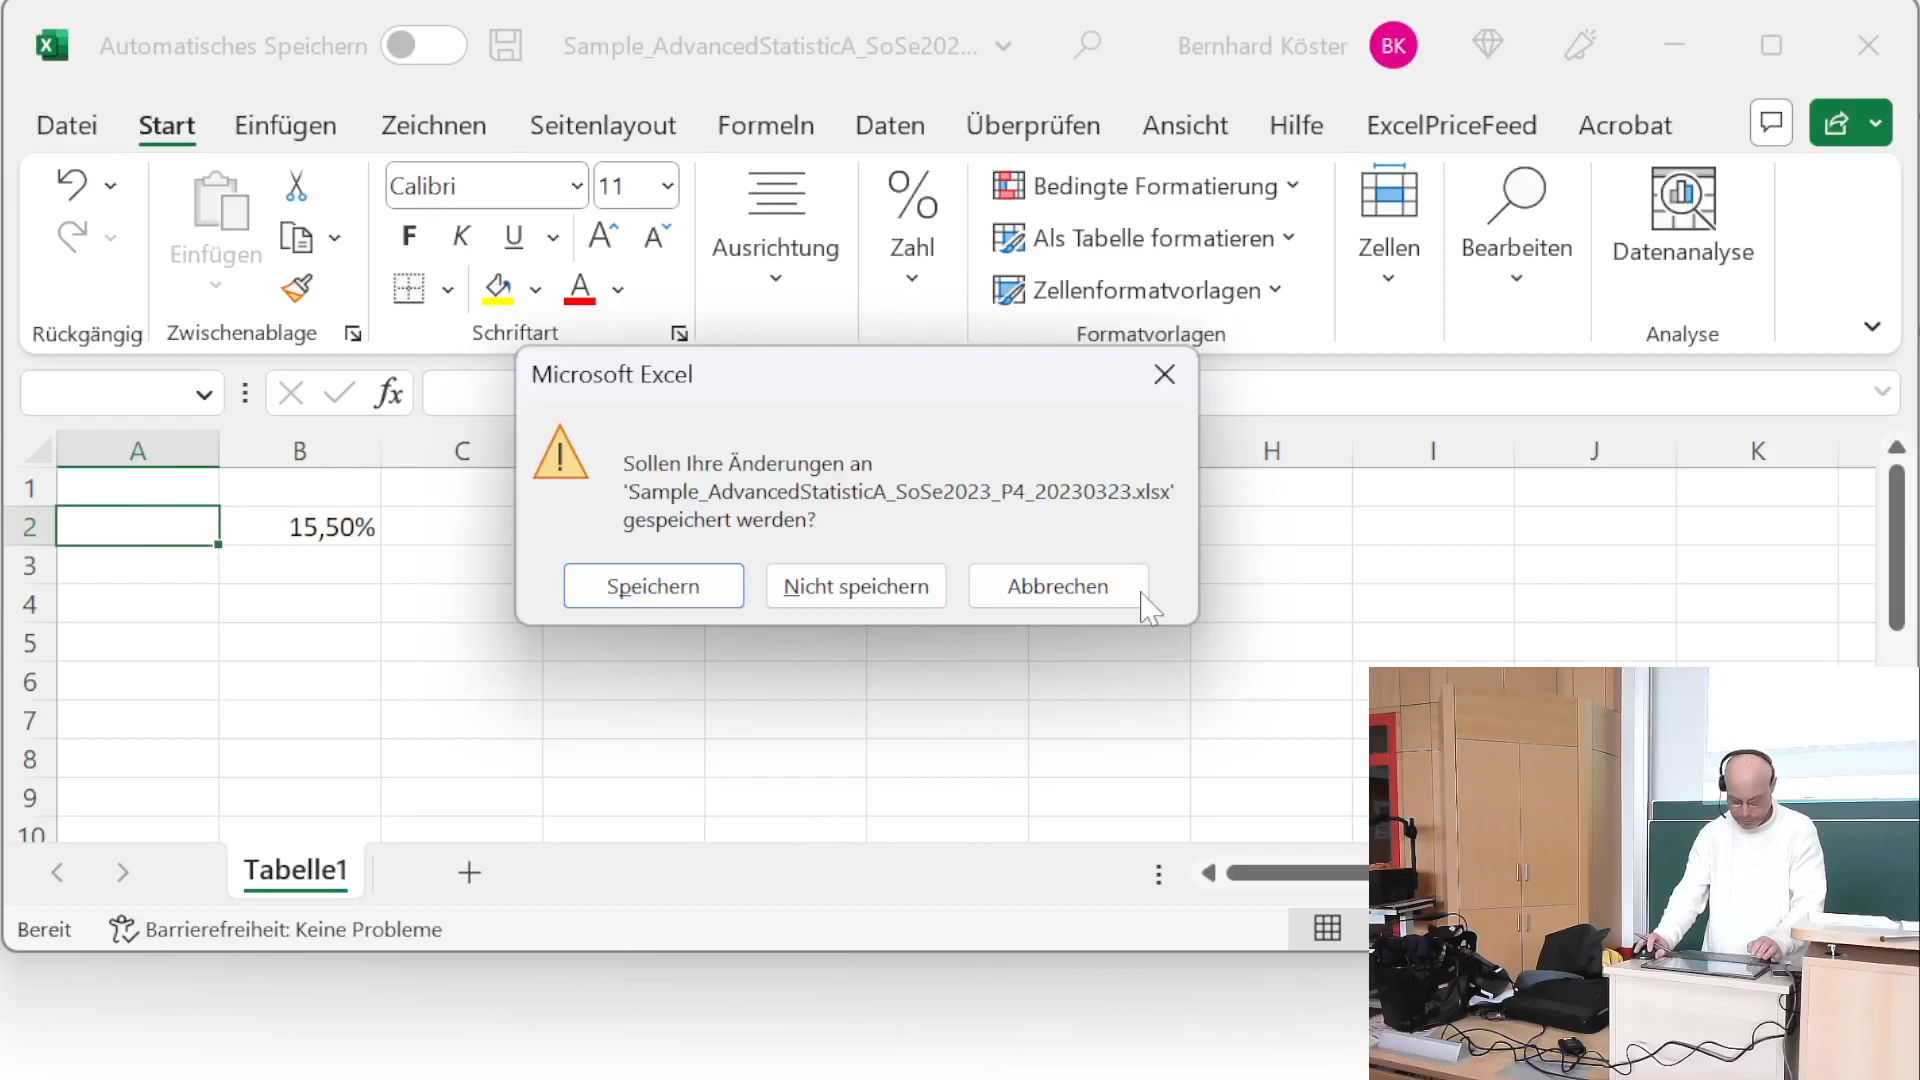 Automatisches Speichern
Sample_AdvancedStatisticA_SoSe202...
Bernhard Köster
BK
Datei Start Einfügen Zeichnen Seitenlayout Formeln Daten Überprüfen Ansicht Hilfe ExcelPriceFeed Acrobat
Einfügen
Calibri
11
F K U A A
A
Ausrichtung
%
Zahl
Bedingte Formatierung
Als Tabelle formatieren
Zellenformatvorlagen
Zellen
Bearbeiten
Datenanalyse
Rückgängig
Zwischenablage
Schriftart
Formatvorlagen
Analyse
fx
Microsoft Excel
Sollen Ihre Änderungen an
'Sample_AdvancedStatisticA_SoSe2023_P4_20230323.xlsx'
gespeichert werden?
Speichern Nicht speichern Abbrechen
A B C H I J K
1
2 15,50%
3
4
5
6
7
8
9
10
Tabelle1
Bereit
Barrierefreiheit: Keine Probleme